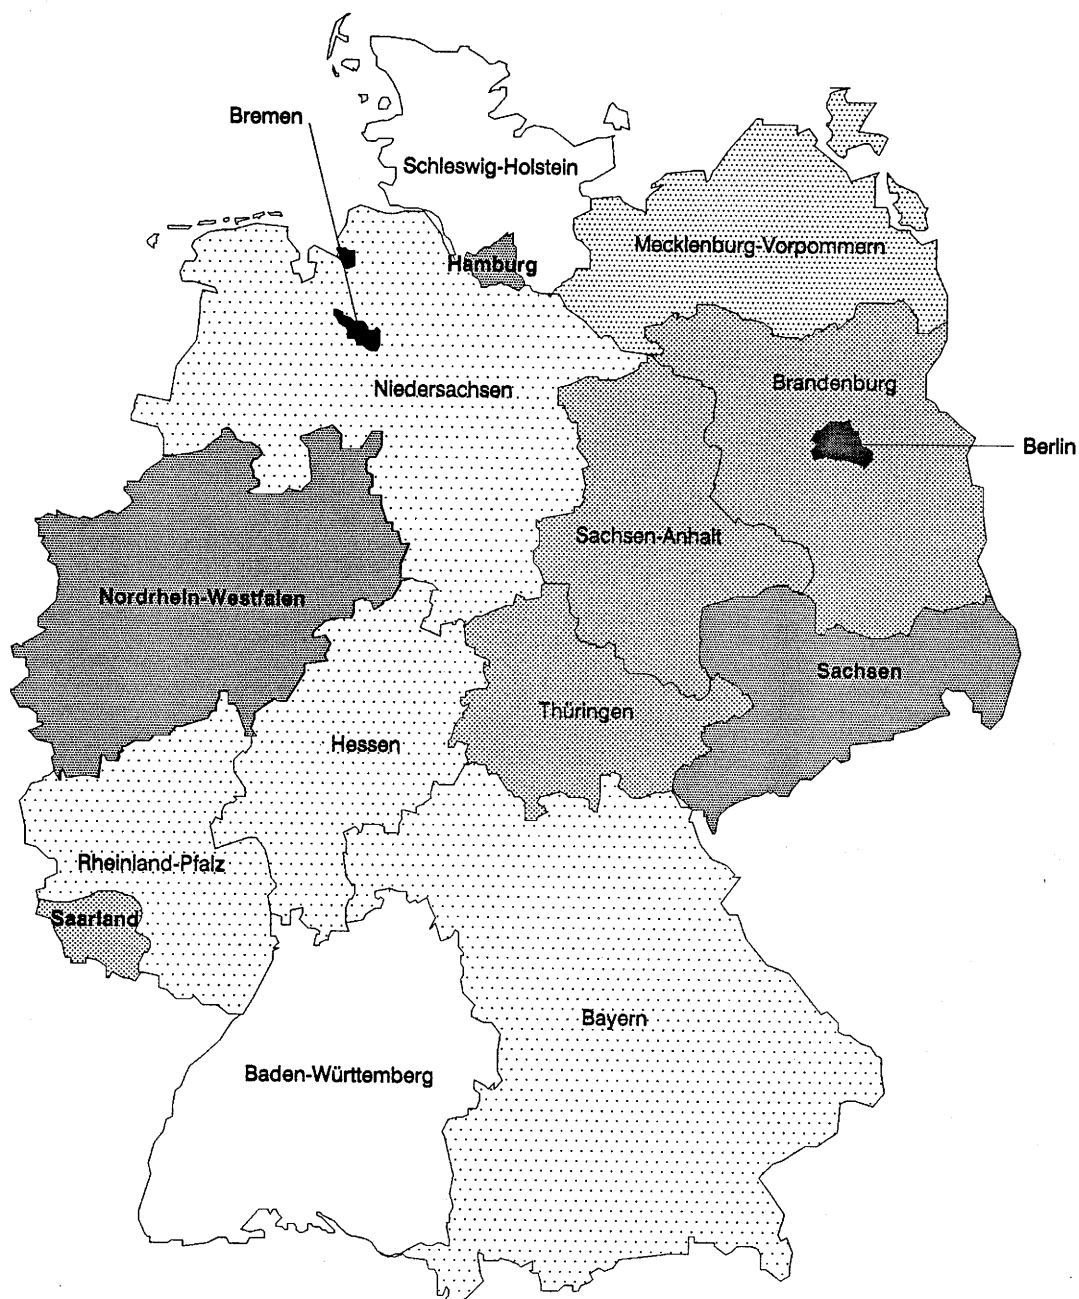 Bremen
Schleswig-Holstein
Mecklenburg-Vorpommern
Hamburg
Niedersachsen
Brandenburg
Berlin
Sachsen-Anhalt
Nordrhein-Westfalen
Sachsen
Thüringen
Hessen
Rheinland-Pfalz
Saarland
Bayern
Baden-Württemberg